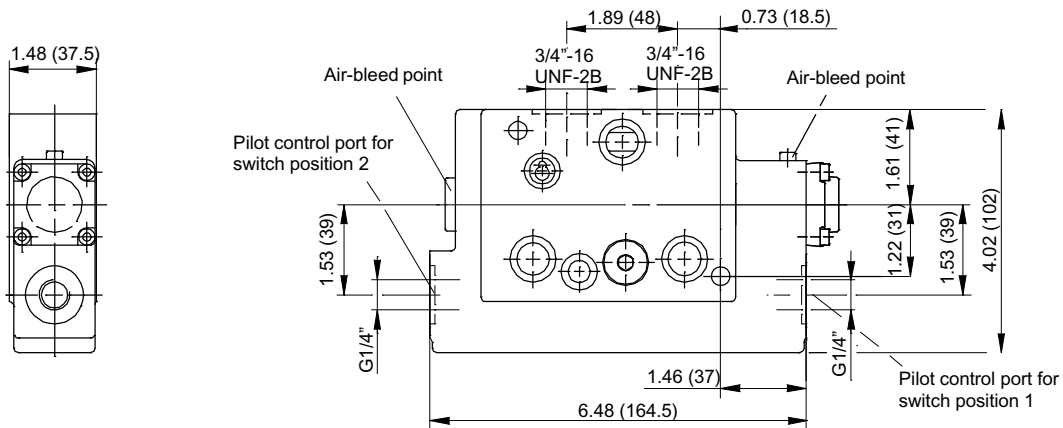 1.89 (48)
0.73 (18.5)
1.48 (37.5)
3/4”-16
UNF-2B
3/4”-16
UNF-2B
Air-bleed point
Air-bleed point
Pilot control port for
switch position 2
1.61 (41)
4.02 (102)
1.53 (39)
1.22 (31)
1.53 (39)
G1/4”
G1/4”
1.46 (37)
Pilot control port for
switch position 1
6.48 (164.5)